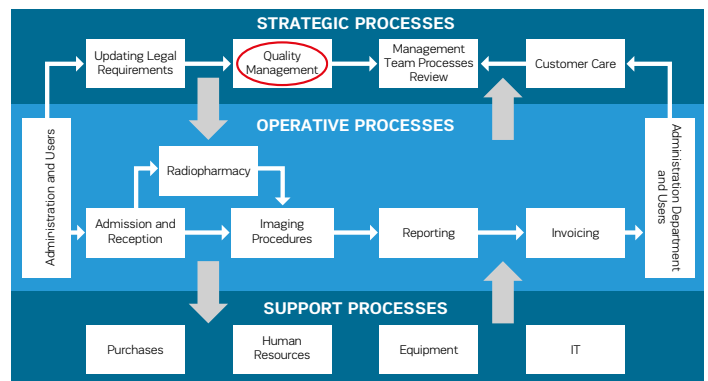 STRATEGIC PROCESSES
Updating Legal
Requirements
Quality
Management
Management
Team Processes
Review
Customer Care
OPERATIVE PROCESSES
Administration and Users
Radiopharmacy
Admission and
Reception
Imaging
Procedures
Reporting
Invoicing
Administration Department
and Users
SUPPORT PROCESSES
Purchases
Human
Resources
Equipment
IT